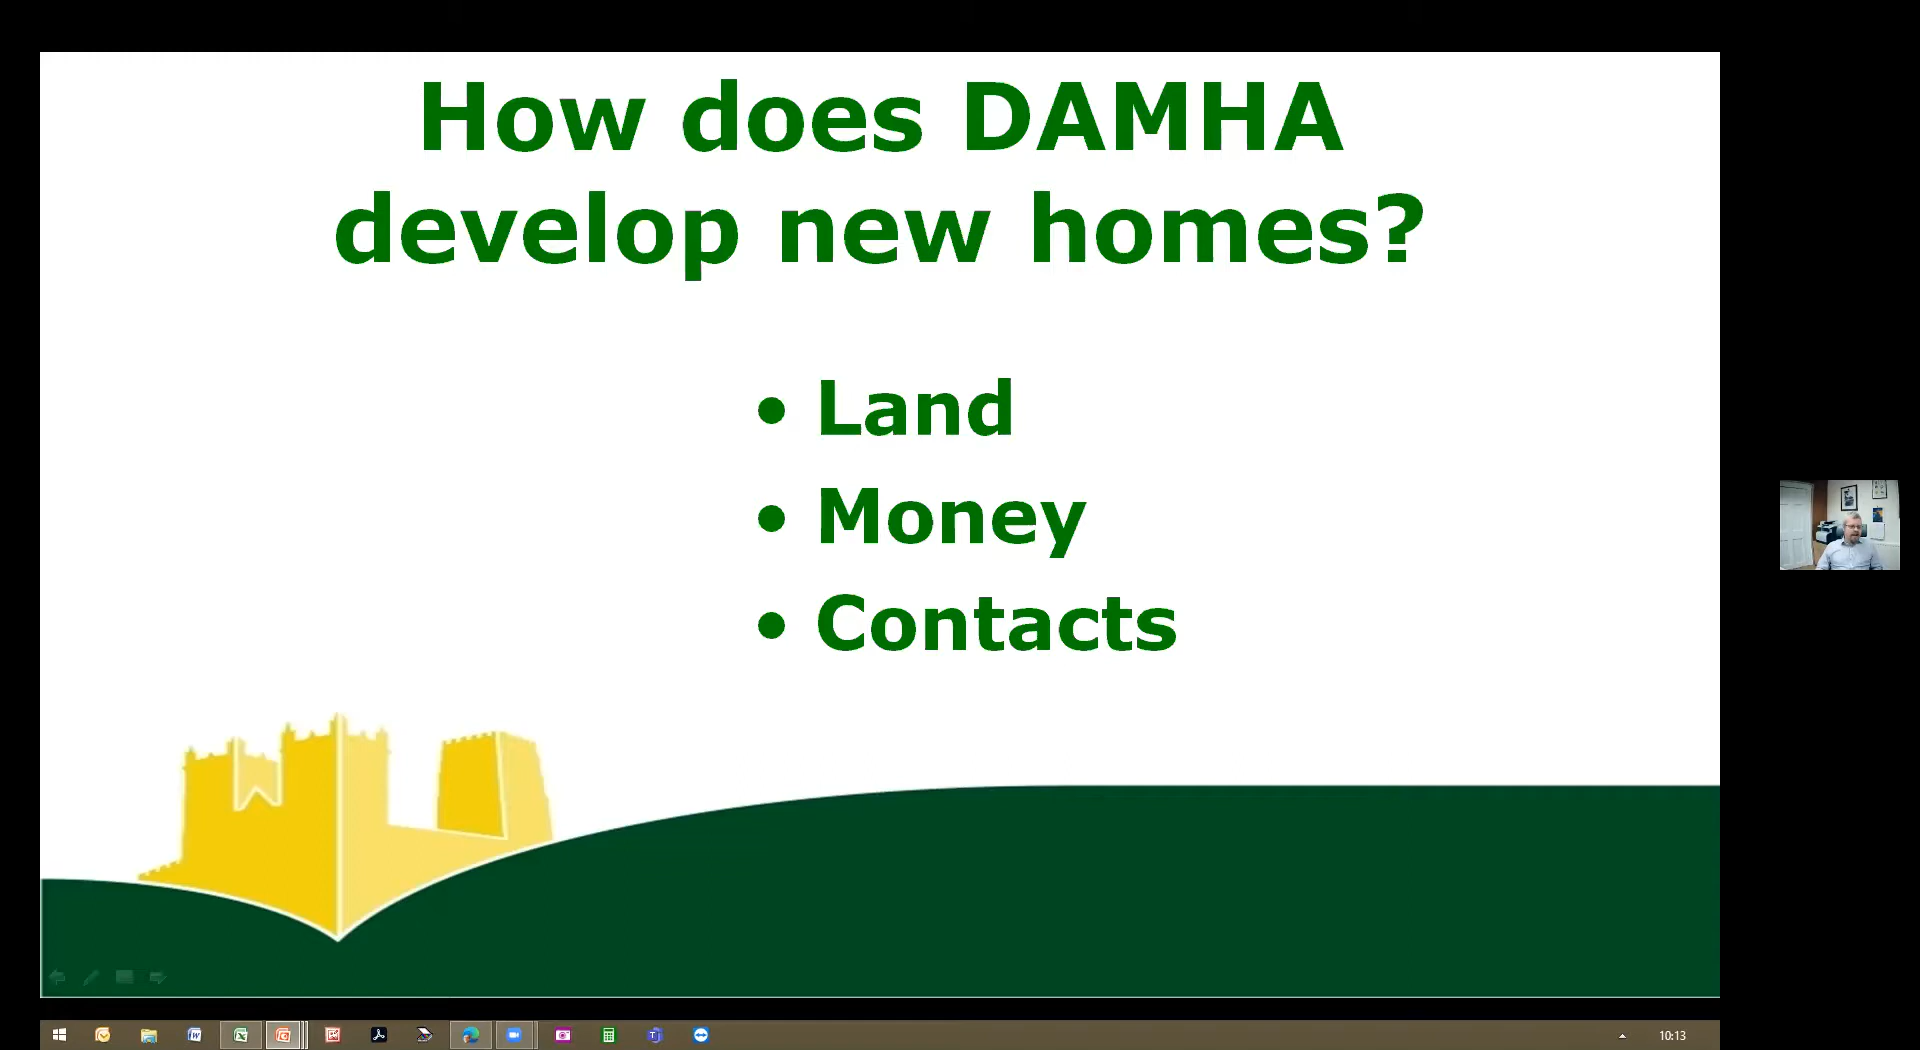 How does DAMHA
develop new homes?
• Land
• Money
• Contacts
10:13